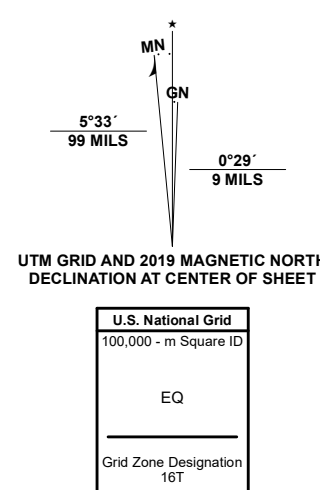 ★
MN
GN
5°33´
99 MILS
0°29´
9 MILS
UTM GRID AND 2019 MAGNETIC NORTH
DECLINATION AT CENTER OF SHEET
U.S. National Grid
100,000 - m Square ID
EQ
Grid Zone Designation
16T